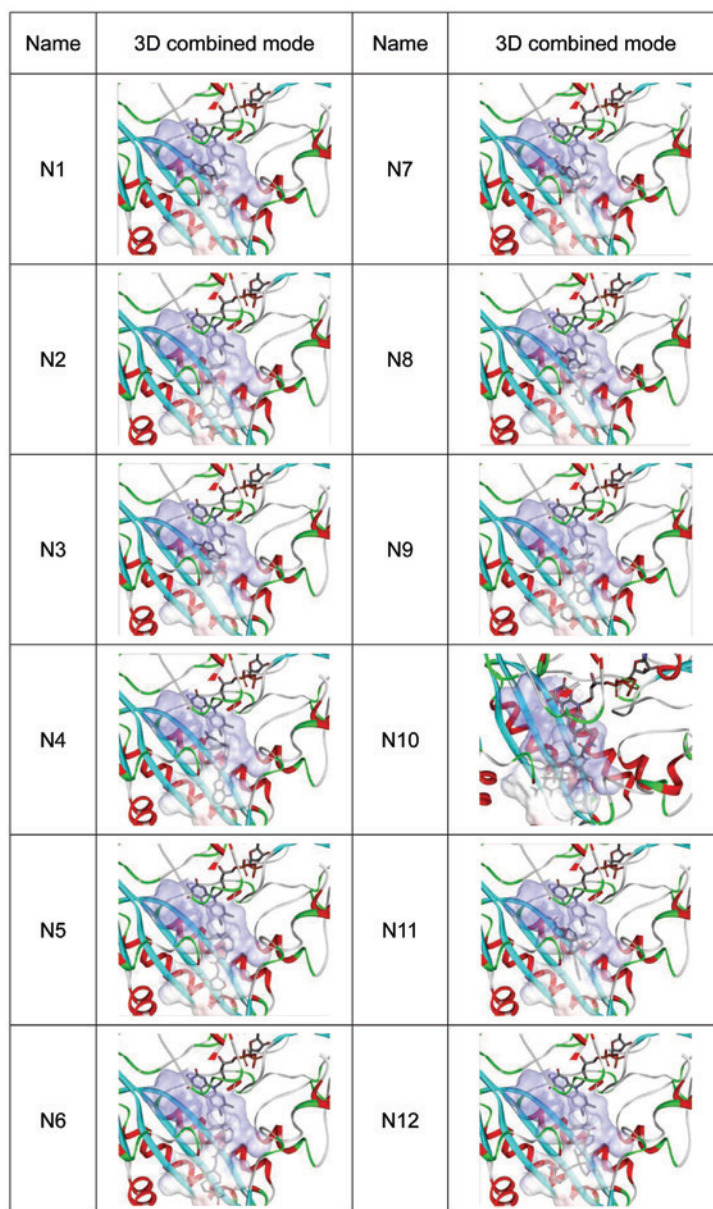 Name 3D combined mode Name 3D combined mode
N1 N7
N2 N8
N3 N9
N4 N10
N5 N11
N6 N12